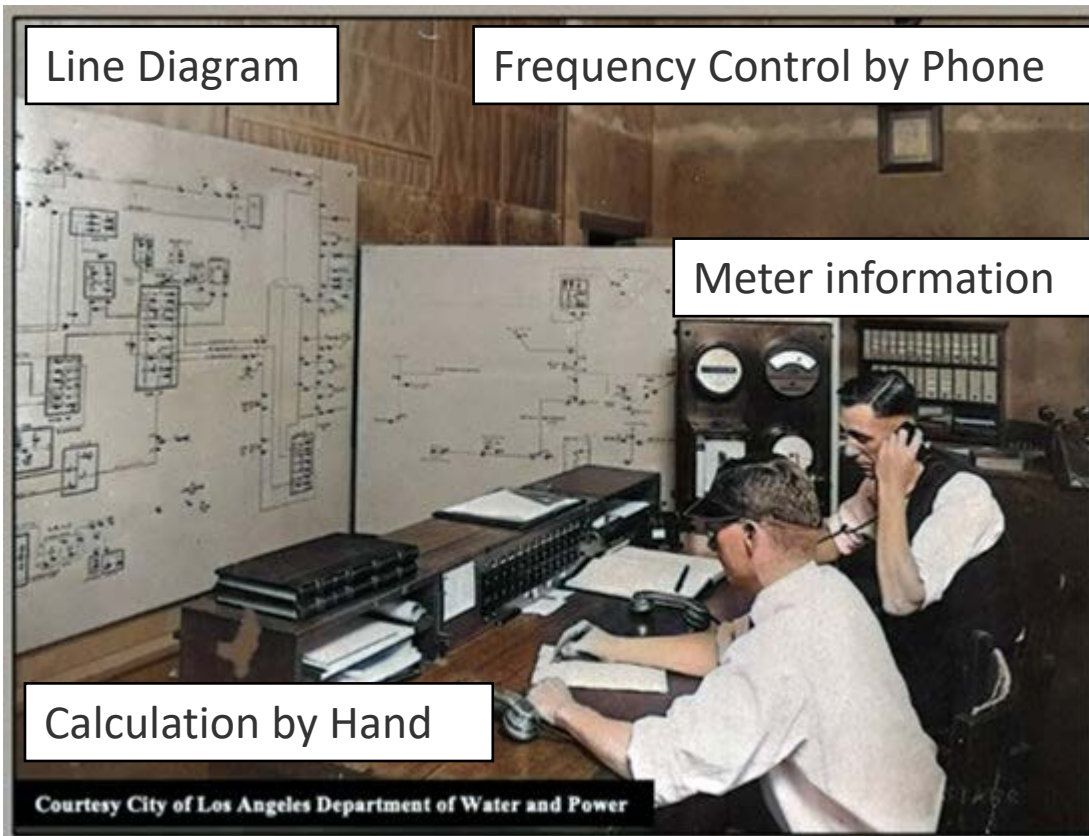 Line Diagram
Frequency Control by Phone
Meter information
Calculation by Hand
Courtesy City of Los Angeles Department of Water and Power